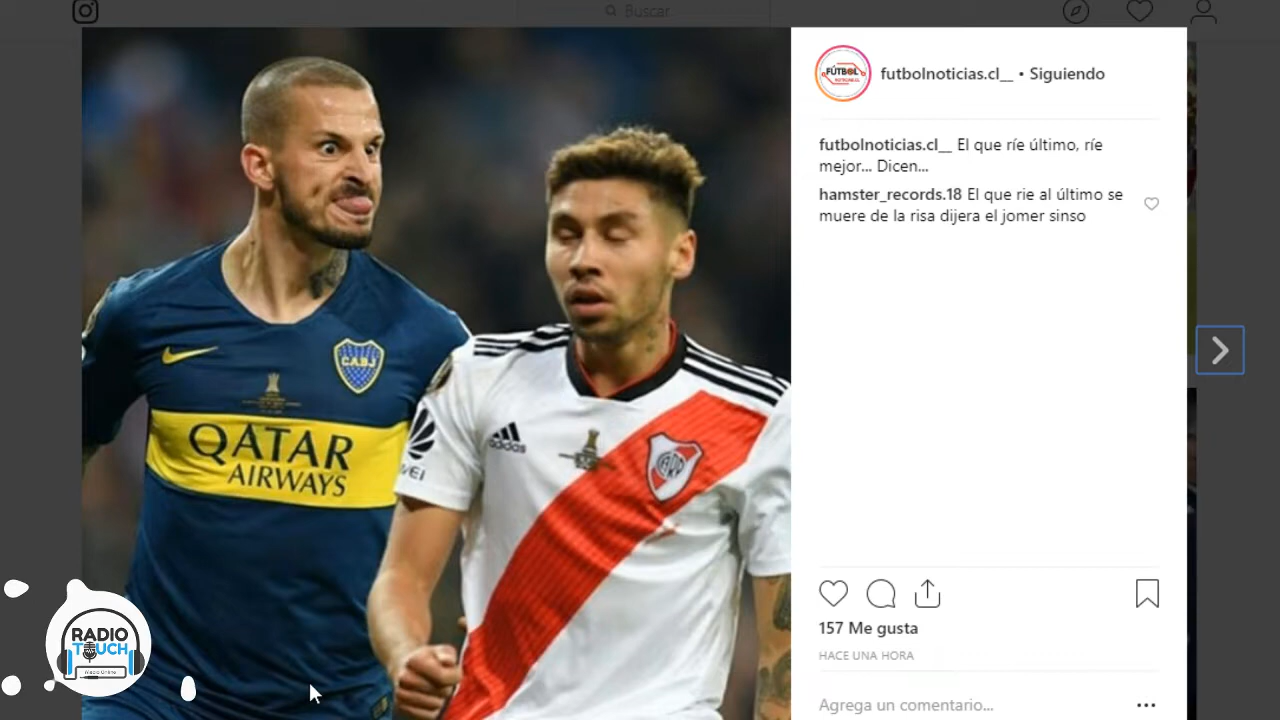 Buscar
FÚTBOL
futbolnoticias.cl__ • Siguiendo
futbolnoticias.cl__ El que ríe último, ríe
mejor... Dicen...
hamster_records.18 El que rie al último se
muere de la risa dijera el jomer sinso
CABJ
QATAR
AIRWAYS
adidas
CARP
157 Me gusta
HACE UNA HORA
Agrega un comentario...
RADIO
TOUCH